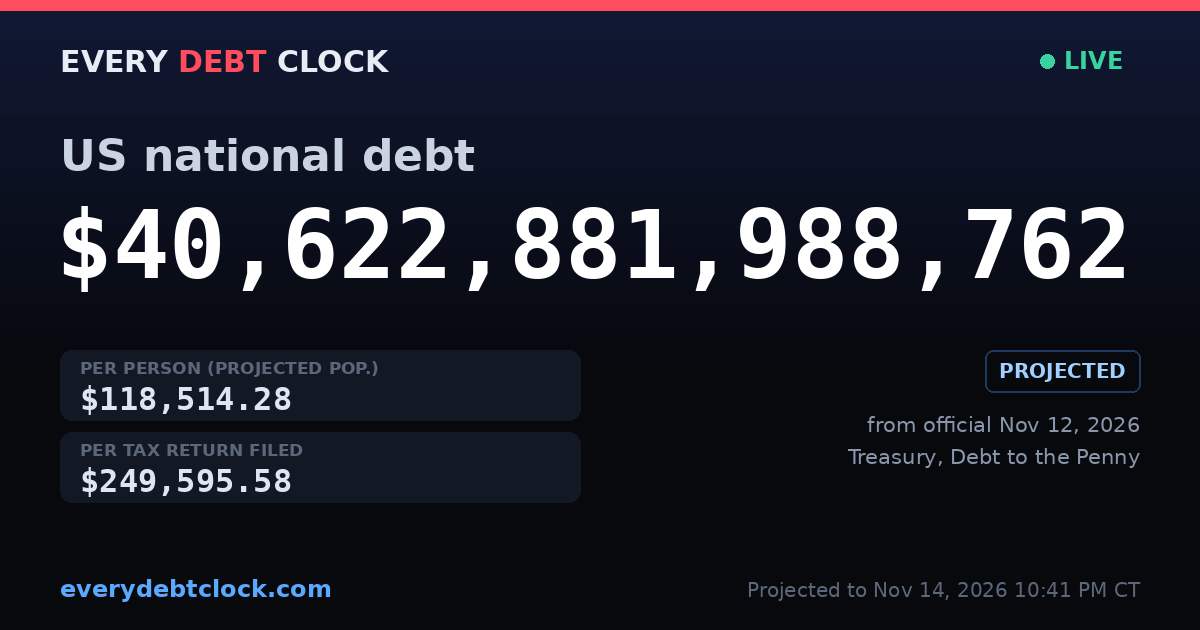 EVERY DEBT CLOCK
LIVE
US national debt
$40,622,881,988,762
PER PERSON (PROJECTED POP.)
$118,514.28
PER TAX RETURN FILED
$249,595.58
PROJECTED
from official Nov 12, 2026
Treasury, Debt to the Penny
everydebtclock.com
Projected to Nov 14, 2026 10:41 PM CT